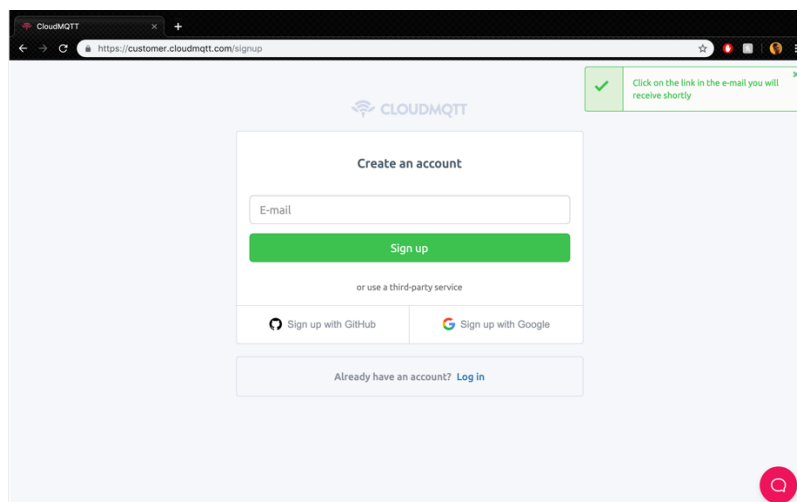 CloudMQTT
https://customer.cloudmqtt.com/signup
Click on the link in the e-mail you will
receive shortly
CLOUDMQTT
Create an account
E-mail
Sign up
or use a third-party service
Sign up with GitHub
Sign up with Google
Already have an account? Log in